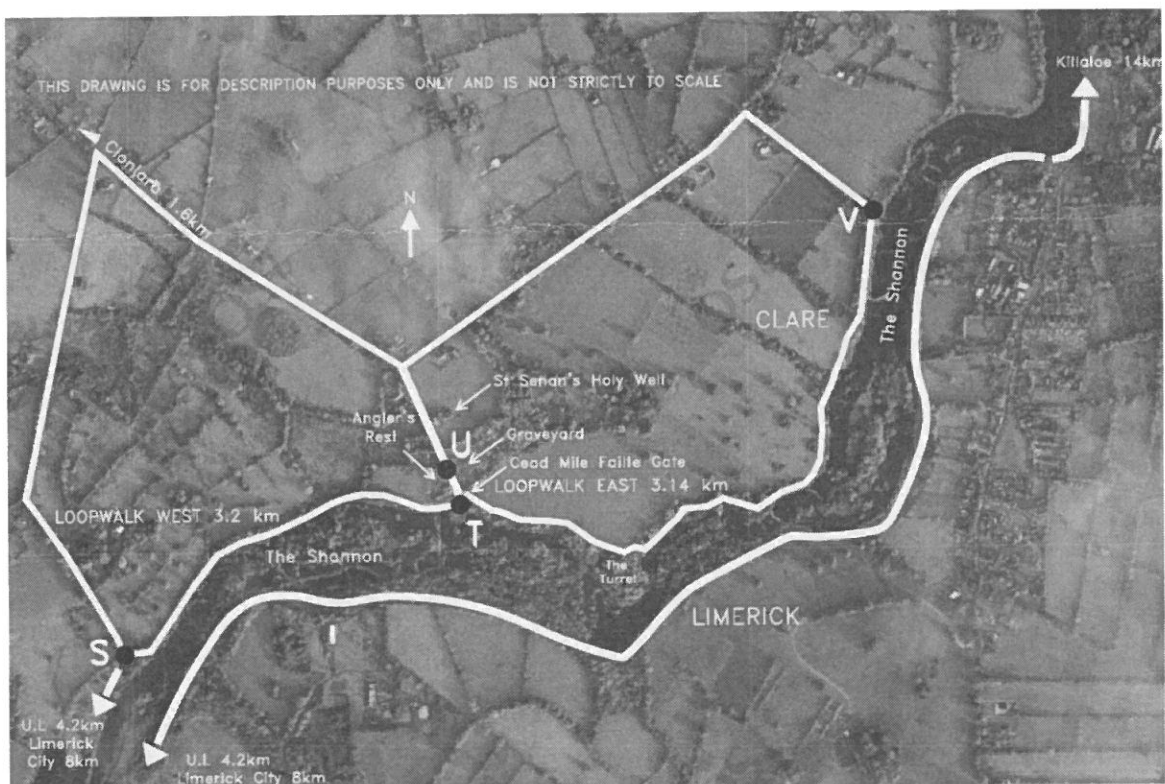 Killaloe 14km
THIS DRAWING IS FOR DESCRIPTION PURPOSES ONLY AND IS NOT STRICTLY TO SCALE
Clonlara 1.6km
N
V
The Shannon
CLARE
St Senan's Holy Well
Angler's
Rest
U
Graveyard
Cead Mile Failte Gate
LOOPWALK EAST 3.14 km
LOOPWALK WEST 3.2 km
T
The Shannon
The
Turret
LIMERICK
S
U.L 4.2km
Limerick
City 8km
U.L 4.2km
Limerick City 8km